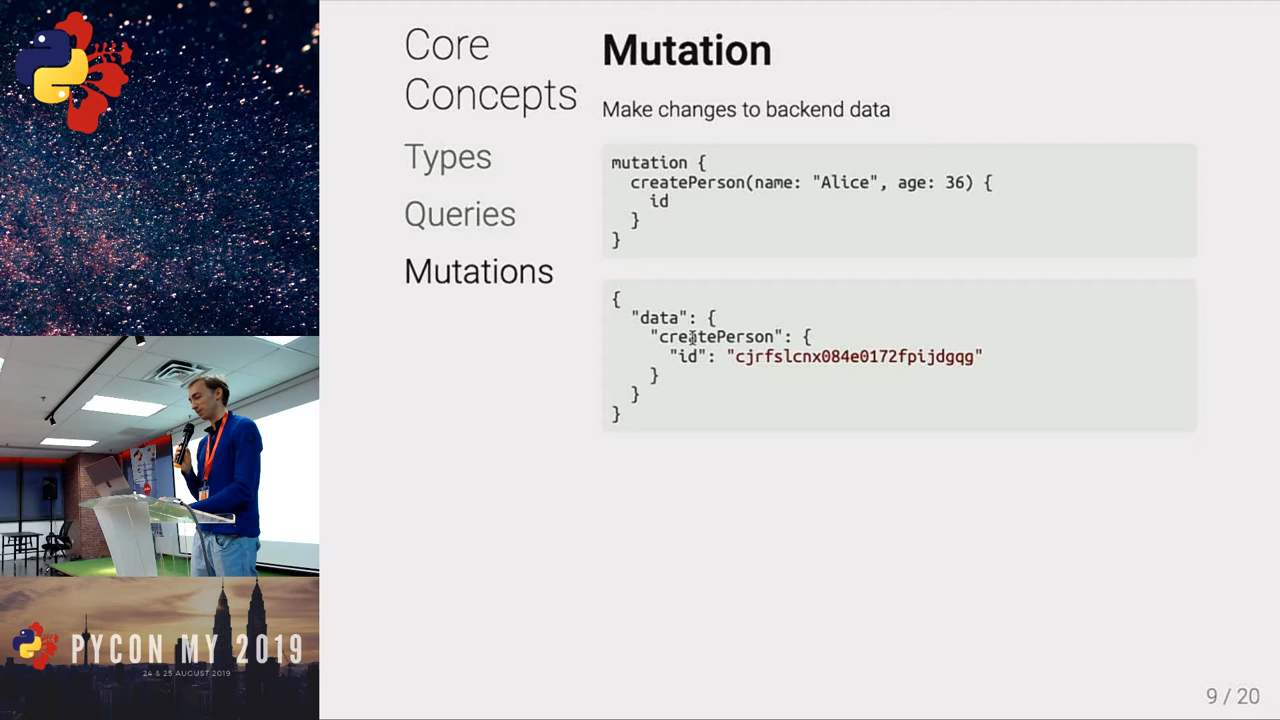 Core
Concepts
Types
Queries
Mutations
Mutation
Make changes to backend data
mutation {
  createPerson(name: "Alice", age: 36) {
    id
  }
}
{
  "data": {
    "createPerson": {
      "id": "cjrfslcnx084e0172fpijdgqg"
    }
  }
}
PYCON MY 2019
24 & 25 AUGUST 2019
9 / 20